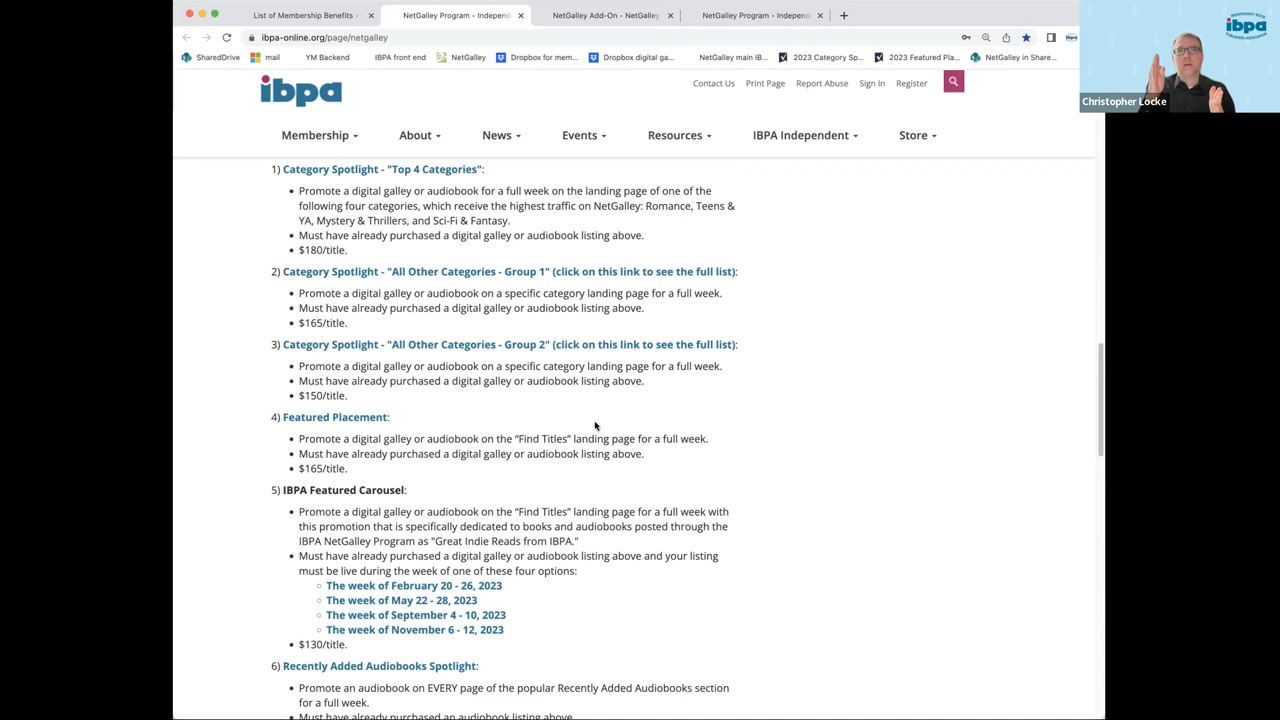 List of Membership Benefits -
NetGalley Program - Independ
NetGalley Add-On - NetGalley
NetGalley Program - Independ
ibpa-online.org/page/netgalley
SharedDrive
mail
YM Backend
IBPA front end
NetGalley
Dropbox for mem...
Dropbox digital ga...
NetGalley main IB...
2023 Category Sp...
2023 Featured Pla...
NetGalley in Share...
ibpa
Christopher Locke
ibpa
Contact Us
Print Page
Report Abuse
Sign In
Register
Membership
About
News
Events
Resources
IBPA Independent
Store
1) Category Spotlight - "Top 4 Categories":
• Promote a digital galley or audiobook for a full week on the landing page of one of the
following four categories, which receive the highest traffic on NetGalley: Romance, Teens &
YA, Mystery & Thrillers, and Sci-Fi & Fantasy.
• Must have already purchased a digital galley or audiobook listing above.
• $180/title.
2) Category Spotlight - "All Other Categories - Group 1" (click on this link to see the full list):
• Promote a digital galley or audiobook on a specific category landing page for a full week.
• Must have already purchased a digital galley or audiobook listing above.
• $165/title.
3) Category Spotlight - "All Other Categories - Group 2" (click on this link to see the full list):
• Promote a digital galley or audiobook on a specific category landing page for a full week.
• Must have already purchased a digital galley or audiobook listing above.
• $150/title.
4) Featured Placement:
• Promote a digital galley or audiobook on the “Find Titles” landing page for a full week.
• Must have already purchased a digital galley or audiobook listing above.
• $165/title.
5) IBPA Featured Carousel:
• Promote a digital galley or audiobook on the “Find Titles” landing page for a full week with
this promotion that is specifically dedicated to books and audiobooks posted through the
IBPA NetGalley Program as "Great Indie Reads from IBPA."
• Must have already purchased a digital galley or audiobook listing above and your listing
must be live during the week of one of these four options:
○ The week of February 20 - 26, 2023
○ The week of May 22 - 28, 2023
○ The week of September 4 - 10, 2023
○ The week of November 6 - 12, 2023
• $130/title.
6) Recently Added Audiobooks Spotlight:
• Promote an audiobook on EVERY page of the popular Recently Added Audiobooks section
for a full week.
• Must have already purchased an audiobook listing above.